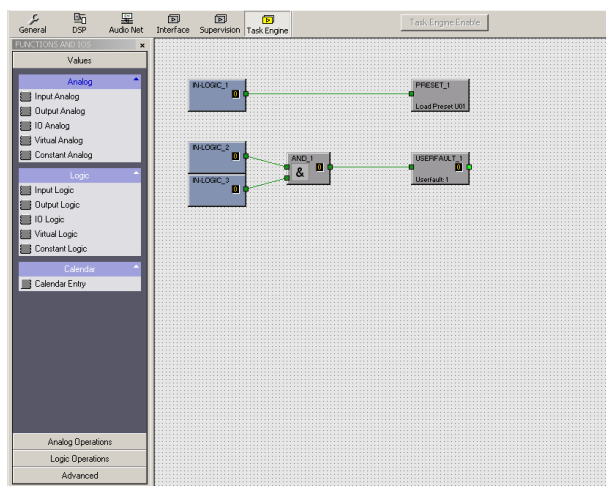 General DSP Audio Net Interface Supervision Task Engine
Task Engine Enable
FUNCTIONS AND IOS x
Values
Analog
Input Analog
Output Analog
IO Analog
Virtual Analog
Constant Analog
Logic
Input Logic
Output Logic
IO Logic
Virtual Logic
Constant Logic
Calendar
Calendar Entry
Analog Operations
Logic Operations
Advanced
IN-LOGIC_1
0
PRESET_1
Load Preset U01
IN-LOGIC_2
0
IN-LOGIC_3
0
AND_1
0
&
USERFAULT_1
0
Userfault: 1